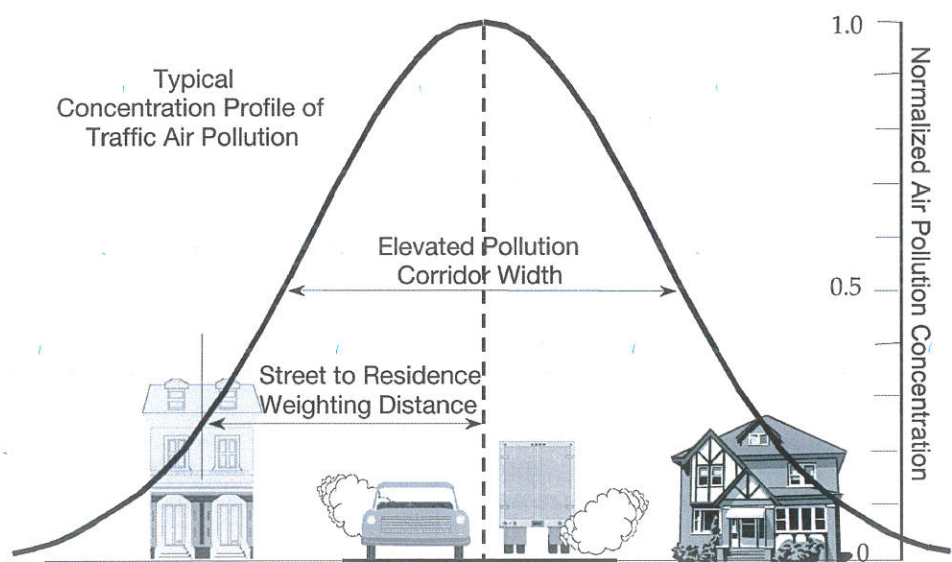 Typical
Concentration Profile of
Traffic Air Pollution
1.0
Normalized Air Pollution Concentration
Elevated Pollution
Corridor Width
0.5
Street to Residence
Weighting Distance
0